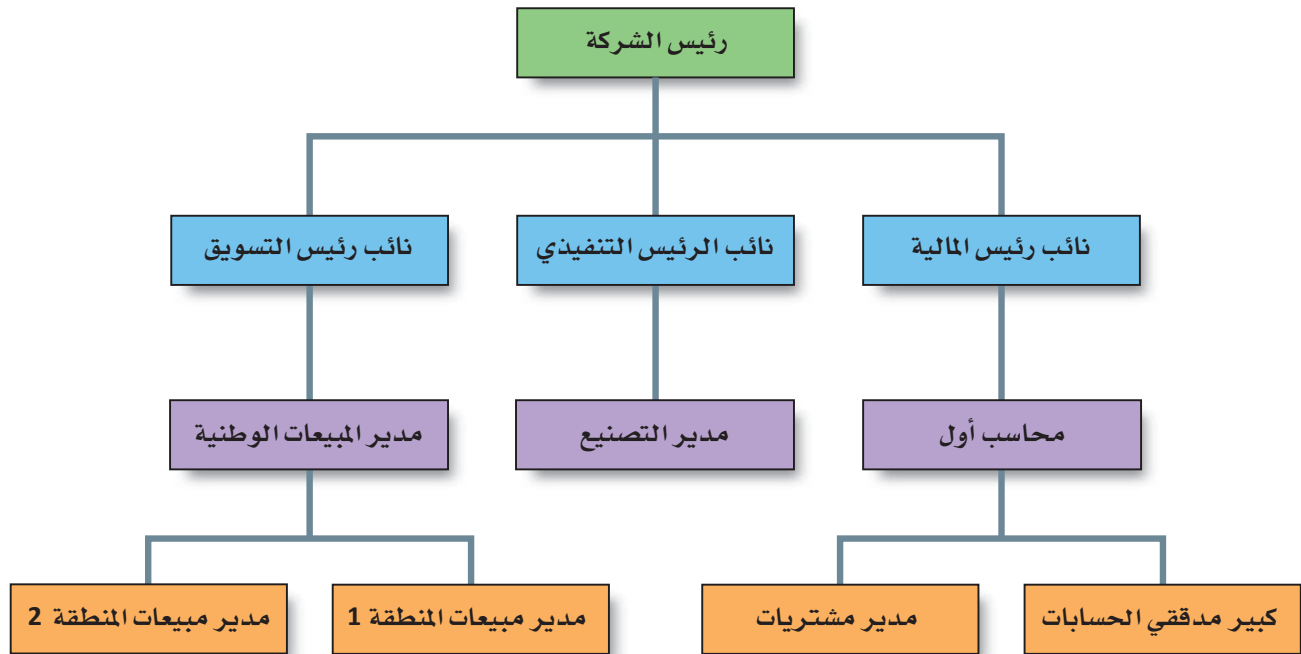 رئيس الشركة
نائب رئيس المالية
نائب الرئيس التنفيذي
نائب رئيس التسويق
محاسب أول
مدير التصنيع
مدير المبيعات الوطنية
كبير مدققي الحسابات
مدير مشتريات
مدير مبيعات المنطقة 1
مدير مبيعات المنطقة 2